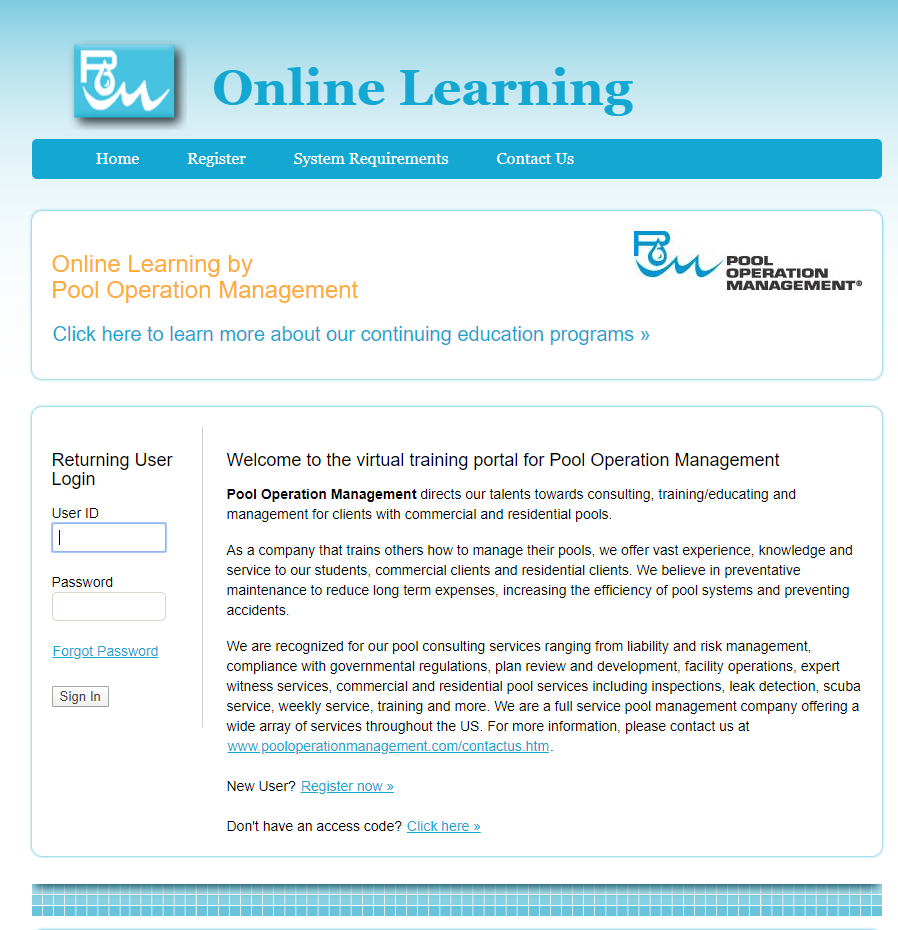 POM
Online Learning
Home Register System Requirements Contact Us
Online Learning by
Pool Operation Management
POM POOL
OPERATION
MANAGEMENT®
Click here to learn more about our continuing education programs »
Returning User
Login
User ID
Password
Forgot Password
Sign In
Welcome to the virtual training portal for Pool Operation Management
Pool Operation Management directs our talents towards consulting, training/educating and
management for clients with commercial and residential pools.
As a company that trains others how to manage their pools, we offer vast experience, knowledge and
service to our students, commercial clients and residential clients. We believe in preventative
maintenance to reduce long term expenses, increasing the efficiency of pool systems and preventing
accidents.
We are recognized for our pool consulting services ranging from liability and risk management,
compliance with governmental regulations, plan review and development, facility operations, expert
witness services, commercial and residential pool services including inspections, leak detection, scuba
service, weekly service, training and more. We are a full service pool management company offering a
wide array of services throughout the US. For more information, please contact us at
www.pooloperationmanagement.com/contactus.htm.
New User? Register now »
Don't have an access code? Click here »